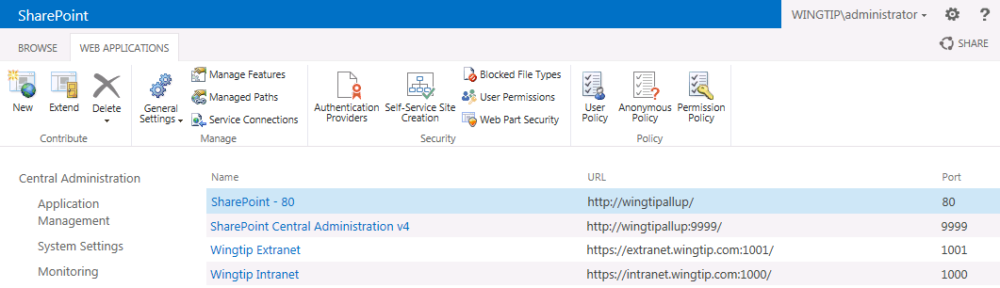 SharePoint
WINGTIP\administrator
?
BROWSE
WEB APPLICATIONS
SHARE
New
Extend
Delete
General
Settings
Manage Features
Managed Paths
Service Connections
Authentication
Providers
Self-Service Site
Creation
Blocked File Types
User Permissions
Web Part Security
User
Policy
Anonymous
Policy
Permission
Policy
Contribute
Manage
Security
Policy
Central Administration
Application
Management
System Settings
Monitoring
Name URL Port
SharePoint - 80 http://wingtipallup/ 80
SharePoint Central Administration v4 http://wingtipallup:9999/ 9999
Wingtip Extranet https://extranet.wingtip.com:1001/ 1001
Wingtip Intranet https://intranet.wingtip.com:1000/ 1000